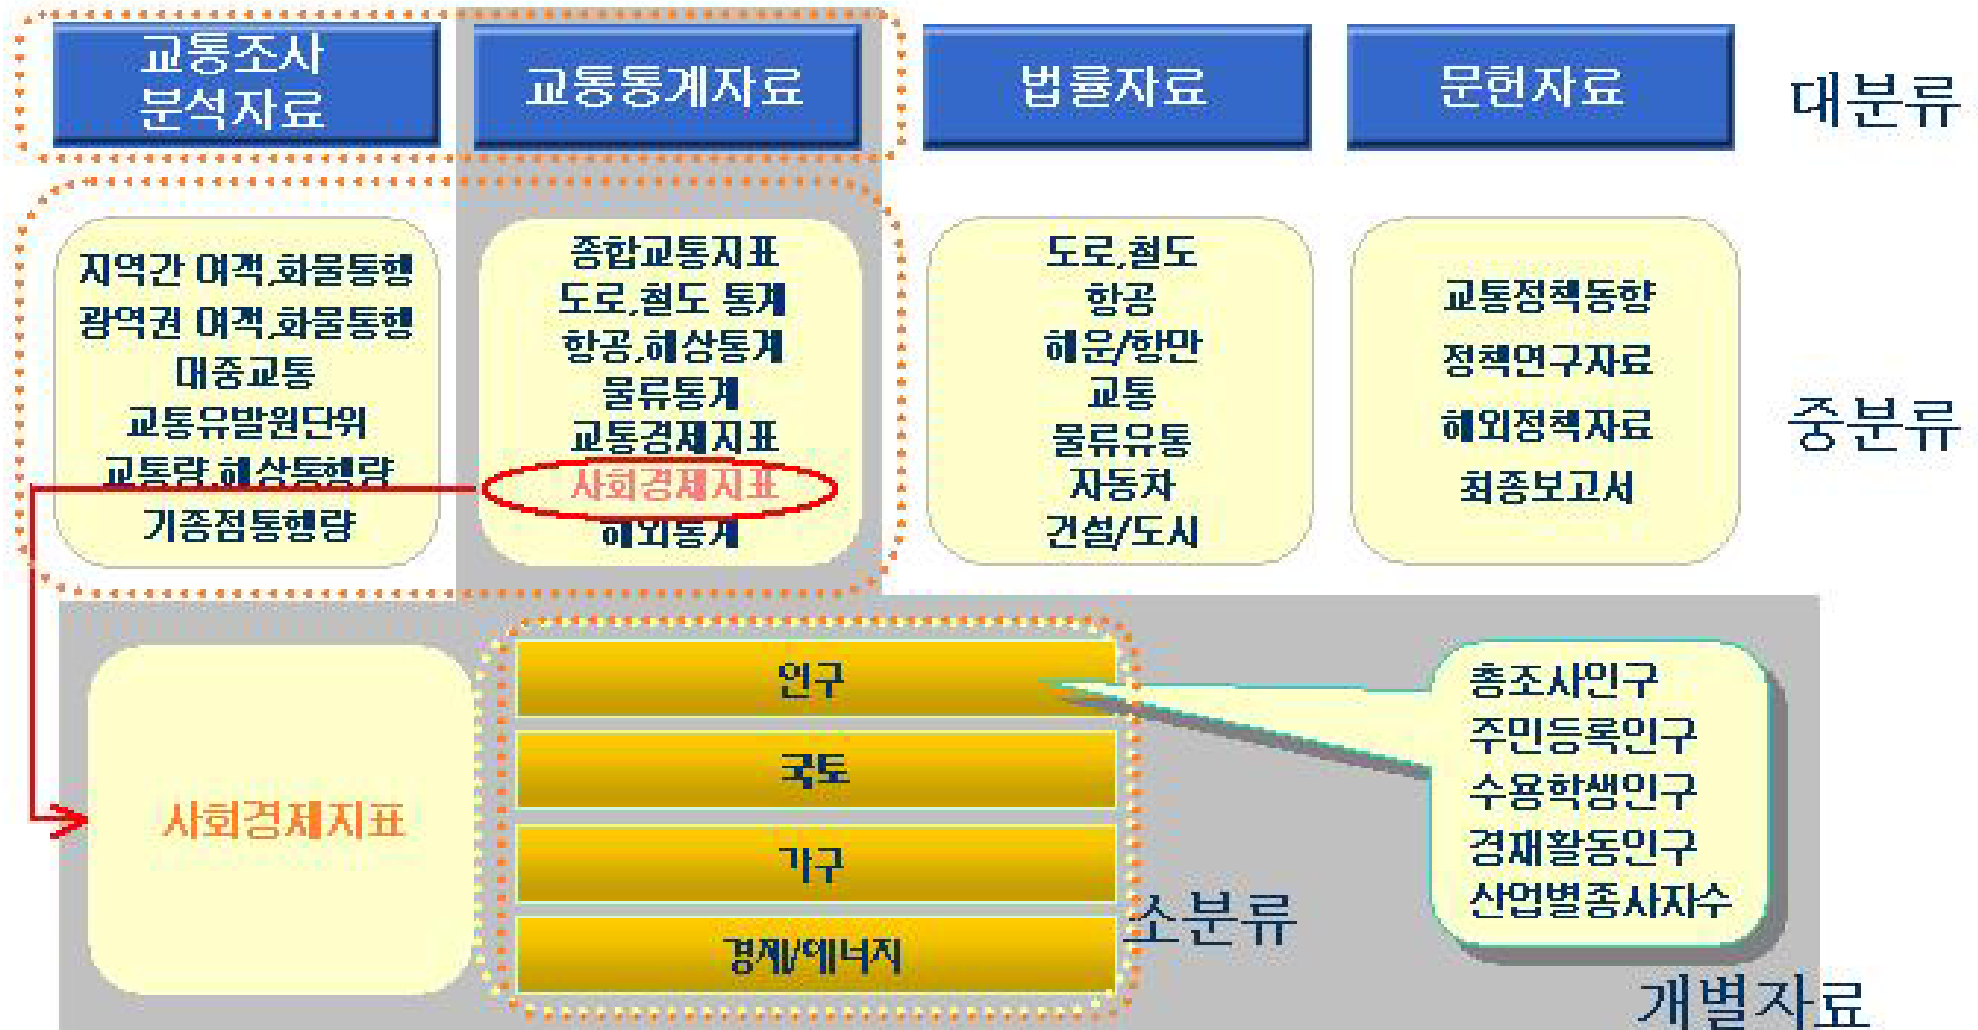 교통조사
분석자료
교통통계자료
법률자료
문헌자료
대분류
지역간 여객,화물통행
광역권 여객,화물통행
대중교통
교통유발원단위
교통량,해상통행량
기종점통행량
종합교통지표
도로,철도 통계
항공,해상통계
물류통계
교통경제지표
사회경제지표
해외통계
도로,철도
항공
해운/항만
교통
물류유통
자동차
건설/도시
교통정책동향
정책연구자료
해외정책자료
최종보고서
중분류
사회경제지표
인구
국토
가구
경제/에너지
소분류
총조사인구
주민등록인구
수용학생인구
경재활동인구
산업별종사자수
개별자료